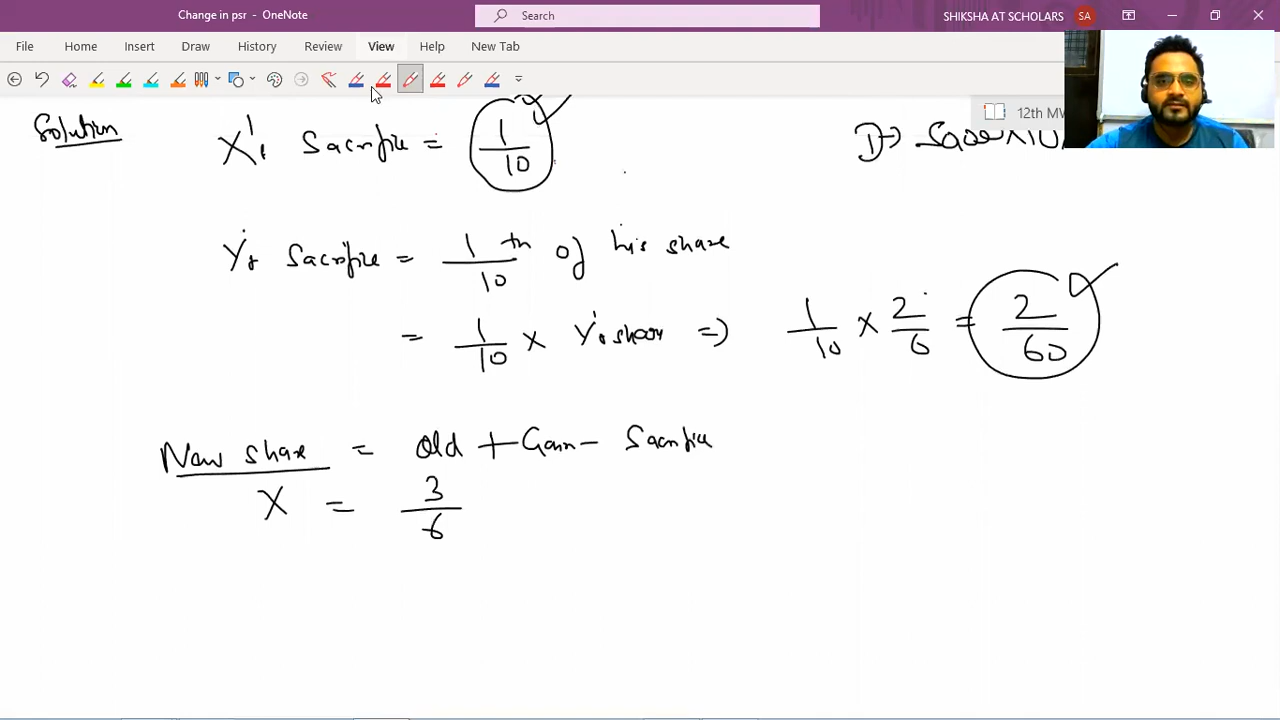 Change in psr - OneNote
Search
SHIKSHA AT SCHOLARS SA
File Home Insert Draw History Review View Help New Tab
12th
Solution
X's Sacrifice = 1/10
Y's Sacrifice = 1/10 th of his share
= 1/10 × Y's share => 1/10 × 2/6 = 2/60
New share = Old + Gain - Sacrifice
X = 3/6